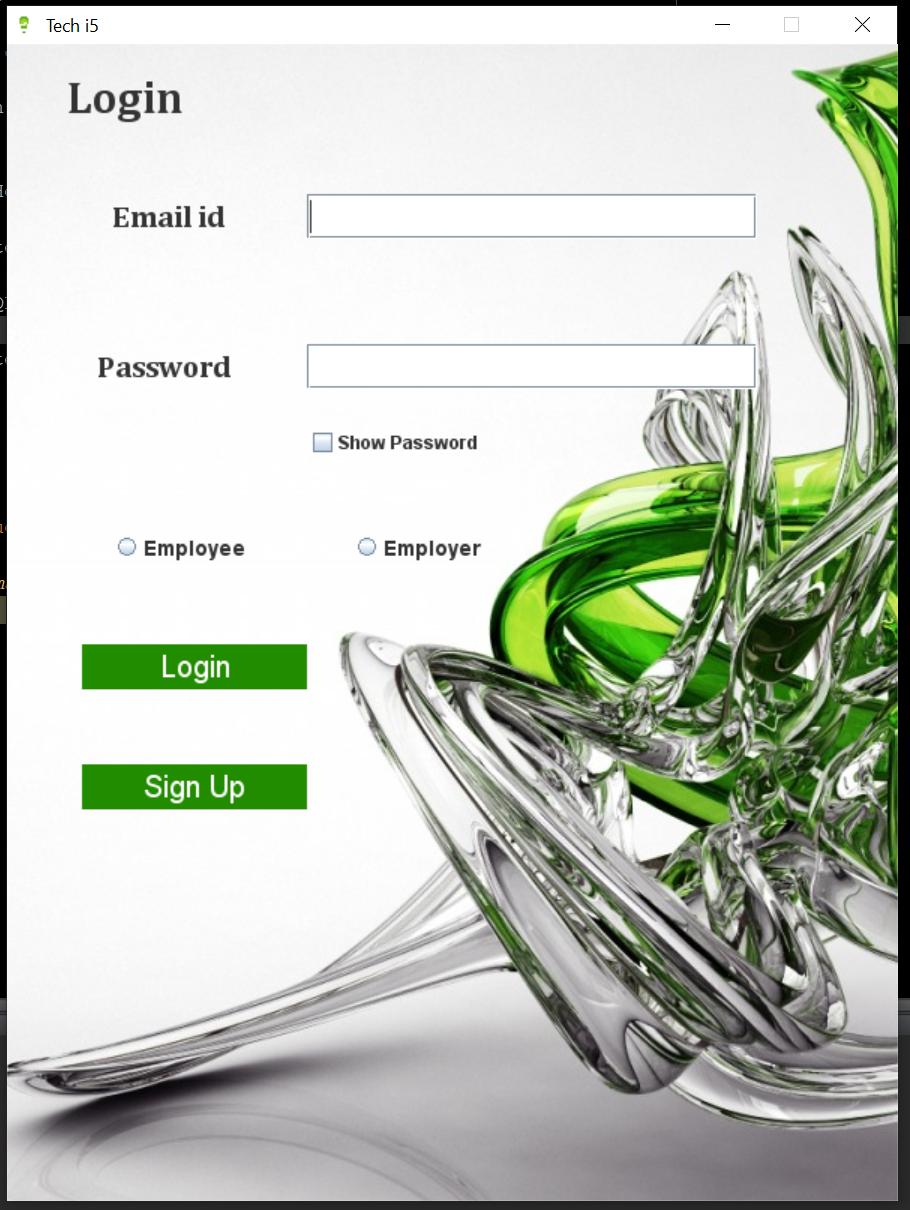 Tech i5
Login
Email id
Password
Show Password
Employee Employer
Login
Sign Up